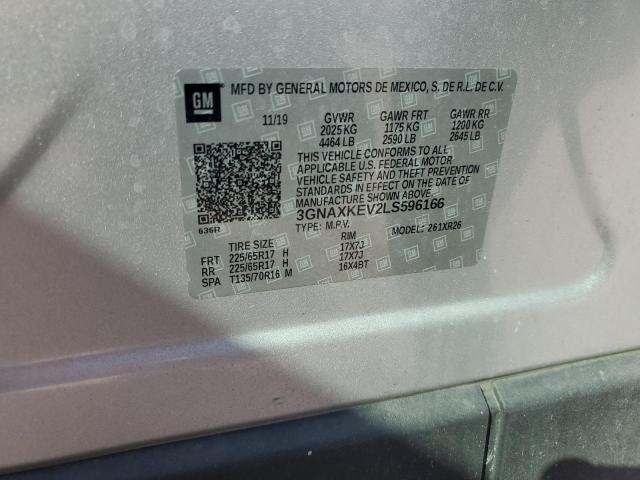 GM MFD BY GENERAL MOTORS DE MEXICO, S. DE R.L. DE C.V.
11/19 GVWR GAWR FRT GAWR RR
2025 KG 1175 KG 1200 KG
4464 LB 2590 LB 2645 LB
THIS VEHICLE CONFORMS TO ALL
APPLICABLE U.S. FEDERAL MOTOR
VEHICLE SAFETY AND THEFT PREVENTION
STANDARDS IN EFFECT ON THE DATE OF
MANUFACTURE SHOWN ABOVE.
3GNAXKEV2LS596166
636R TYPE: M.P.V. MODEL: 261XR26
TIRE SIZE RIM
FRT 225/65R17 H 17X7J
RR 225/65R17 H 17X7J
SPA T135/70R16 M 16X4BT